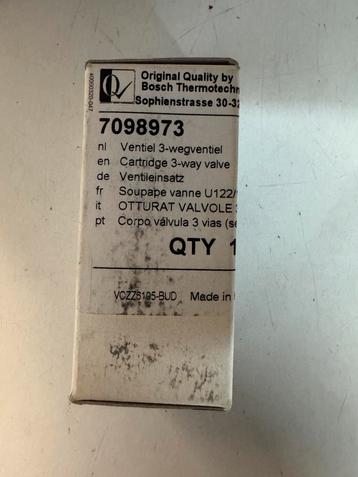 Original Quality by
Bosch Thermotechn
Sophienstrasse 30-32
7098973
nl Ventiel 3-wegventiel
en Cartridge 3-way valve
de Ventileinsatz
fr Soupape vanne U122/
it OTTURAT VALVOLE 3
pt Corpo válvula 3 vias (se
QTY 1
VCZZ6195-BUD Made in